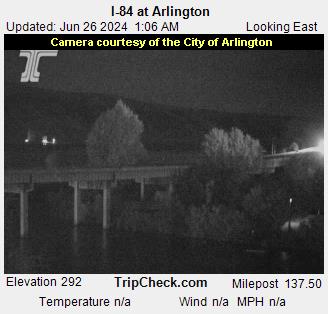 I-84 at Arlington
Updated: Jun 26 2024 1:06 AM Looking East
Camera courtesy of the City of Arlington
Elevation 292 TripCheck.com Milepost 137.50
Temperature n/a Wind n/a MPH n/a